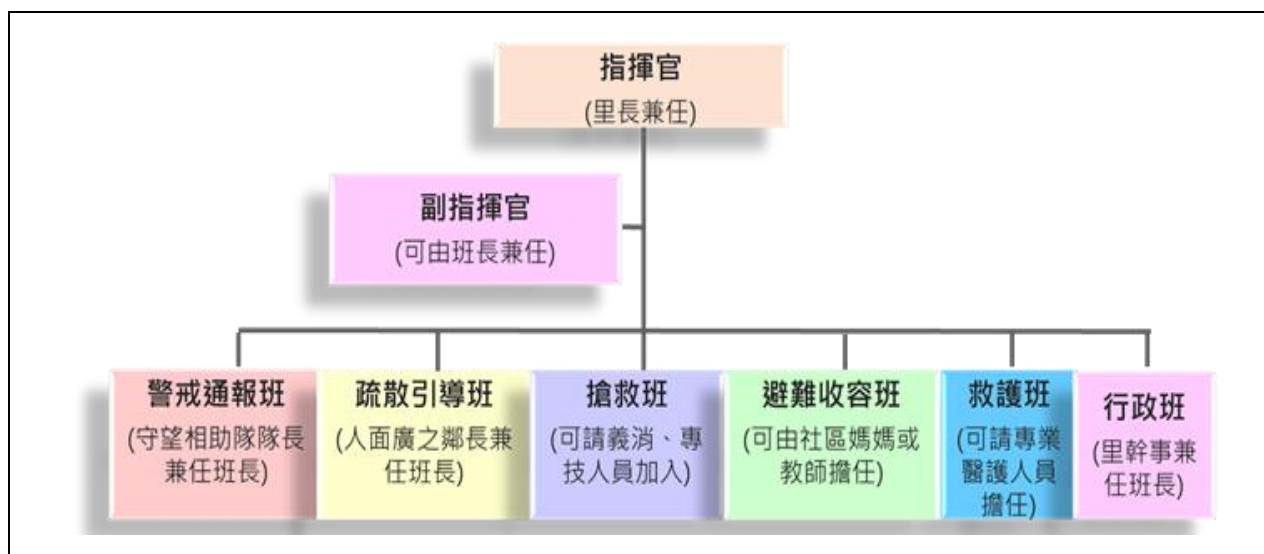 指揮官
(里長兼任)
副指揮官
(可由班長兼任)
警戒通報班
(守望相助隊隊長
兼任班長)
疏散引導班
(人面廣之鄰長兼
任班長)
搶救班
(可請義消、專
技人員加入)
避難收容班
(可由社區媽媽或
教師擔任)
救護班
(可請專業
醫護人員
擔任)
行政班
(里幹事兼
任班長)